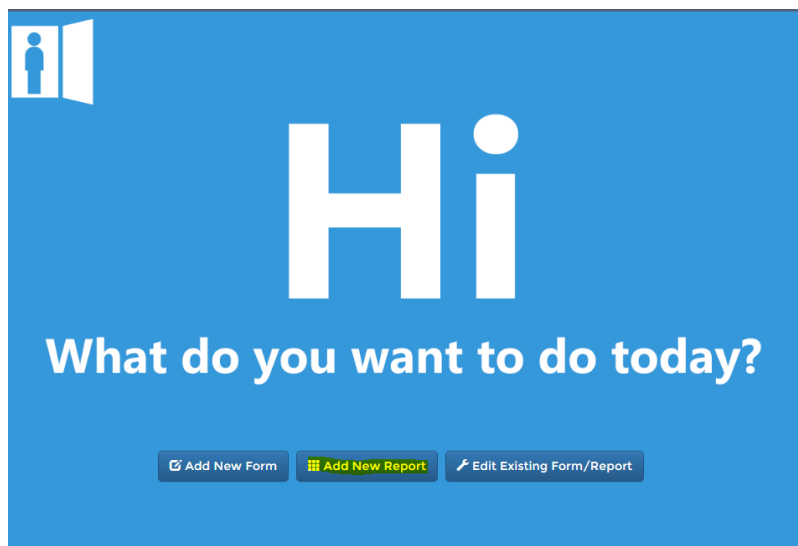 Hi
What do you want to do today?
Add New Form Add New Report Edit Existing Form/Report